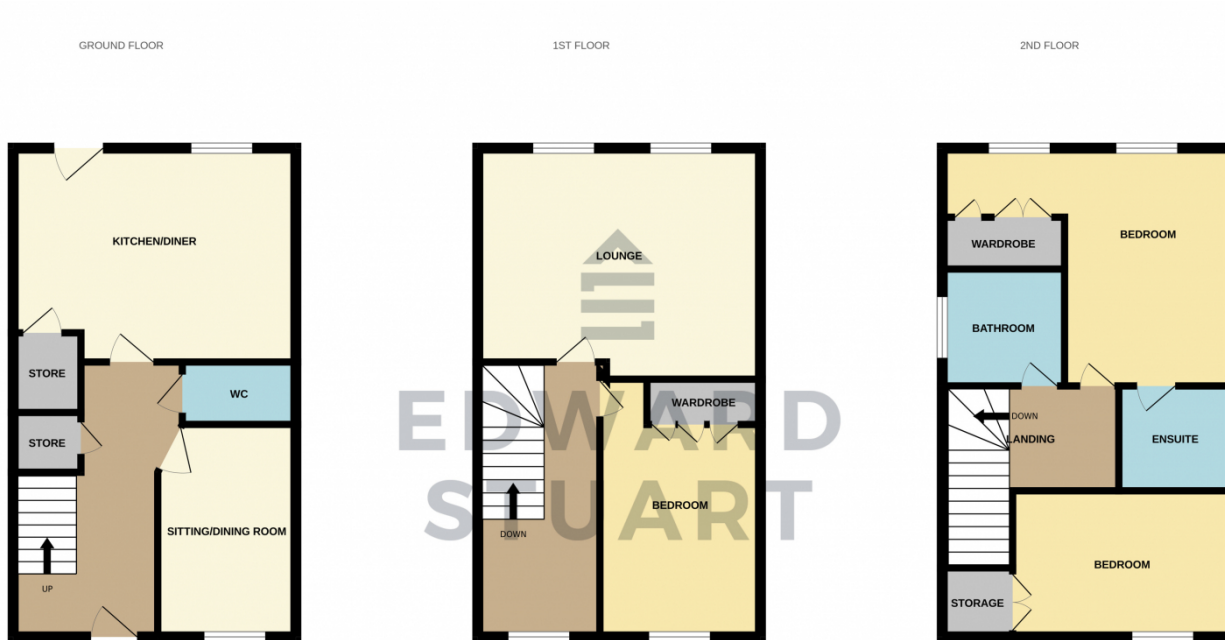 GROUND FLOOR
KITCHEN/DINER
STORE
WC
STORE
SITTING/DINING ROOM
UP
1ST FLOOR
LOUNGE
WARDROBE
BEDROOM
DOWN
EDWARD
STUART
2ND FLOOR
BEDROOM
WARDROBE
BATHROOM
DOWN
LANDING
ENSUITE
BEDROOM
STORAGE